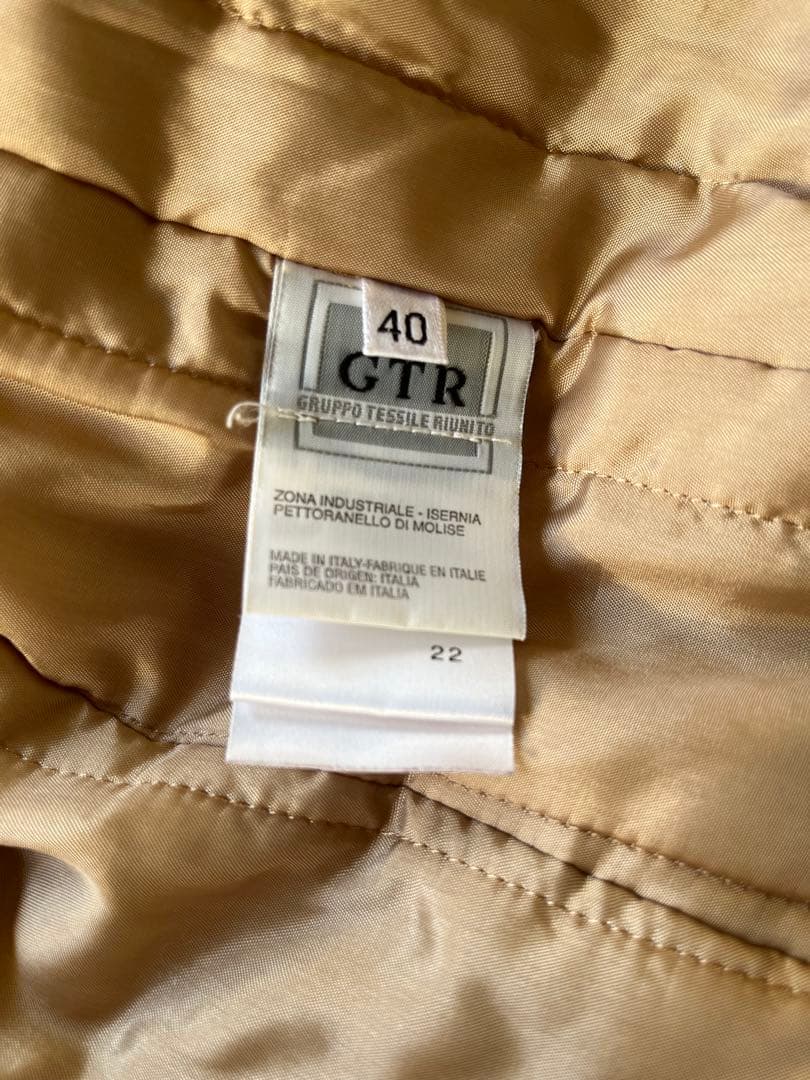 40
GTR
GRUPPO TESSILE RIUNITO
ZONA INDUSTRIALE - ISERNIA
PETTORANELLO DI MOLISE
MADE IN ITALY-FABRIQUE EN ITALIE
PAIS DE ORIGEN: ITALIA
FABRICADO EM ITALIA
22